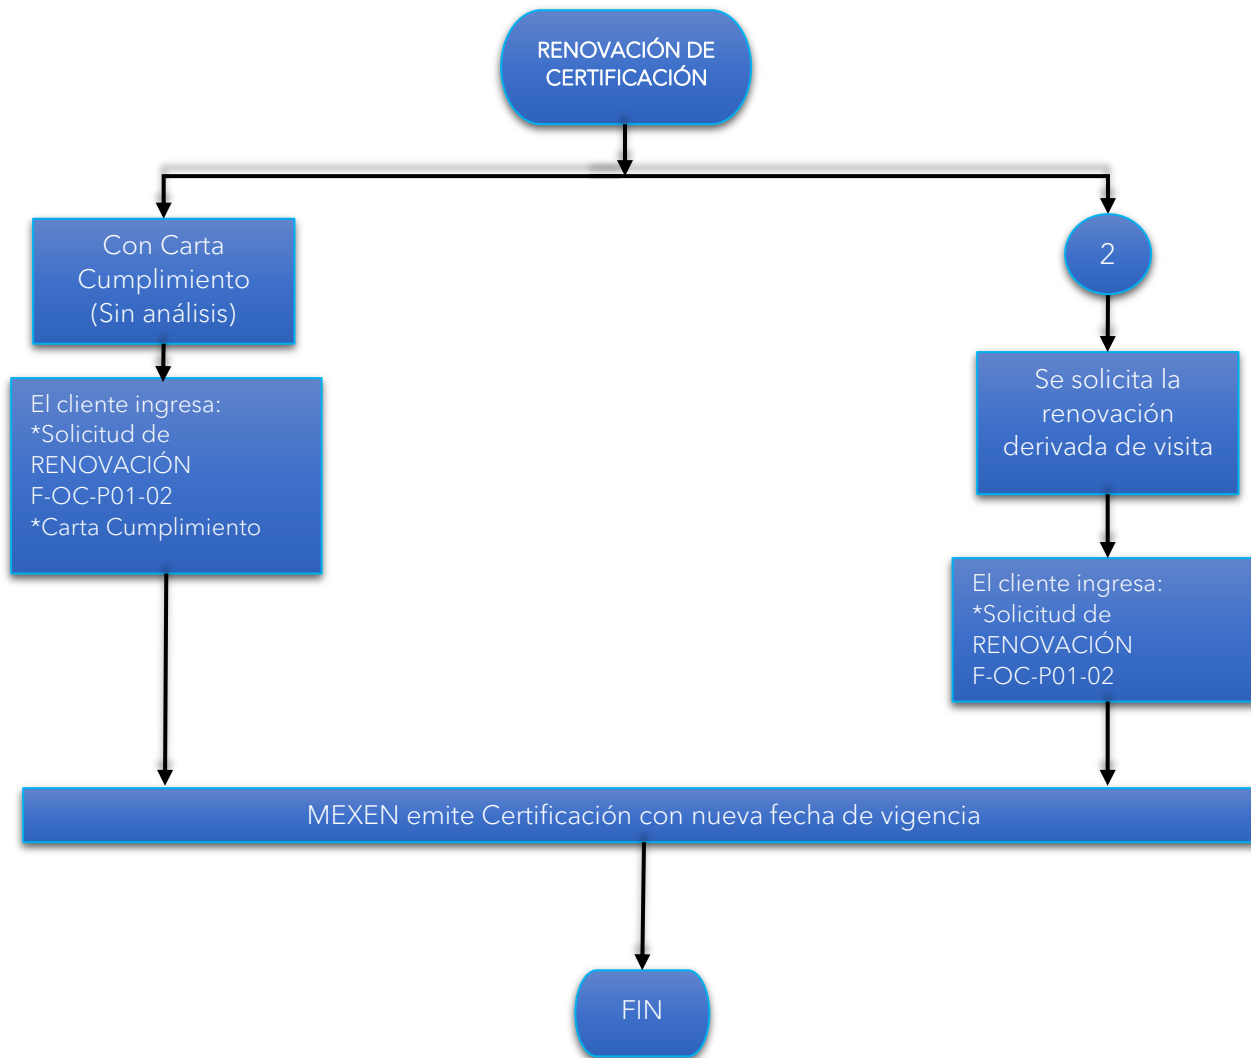 RENOVACIÓN DE
CERTIFICACIÓN
Con Carta
Cumplimiento
(Sin análisis)
2
El cliente ingresa:
*Solicitud de
RENOVACIÓN
F-OC-P01-02
*Carta Cumplimiento
Se solicita la
renovación
derivada de visita
El cliente ingresa:
*Solicitud de
RENOVACIÓN
F-OC-P01-02
MEXEN emite Certificación con nueva fecha de vigencia
FIN